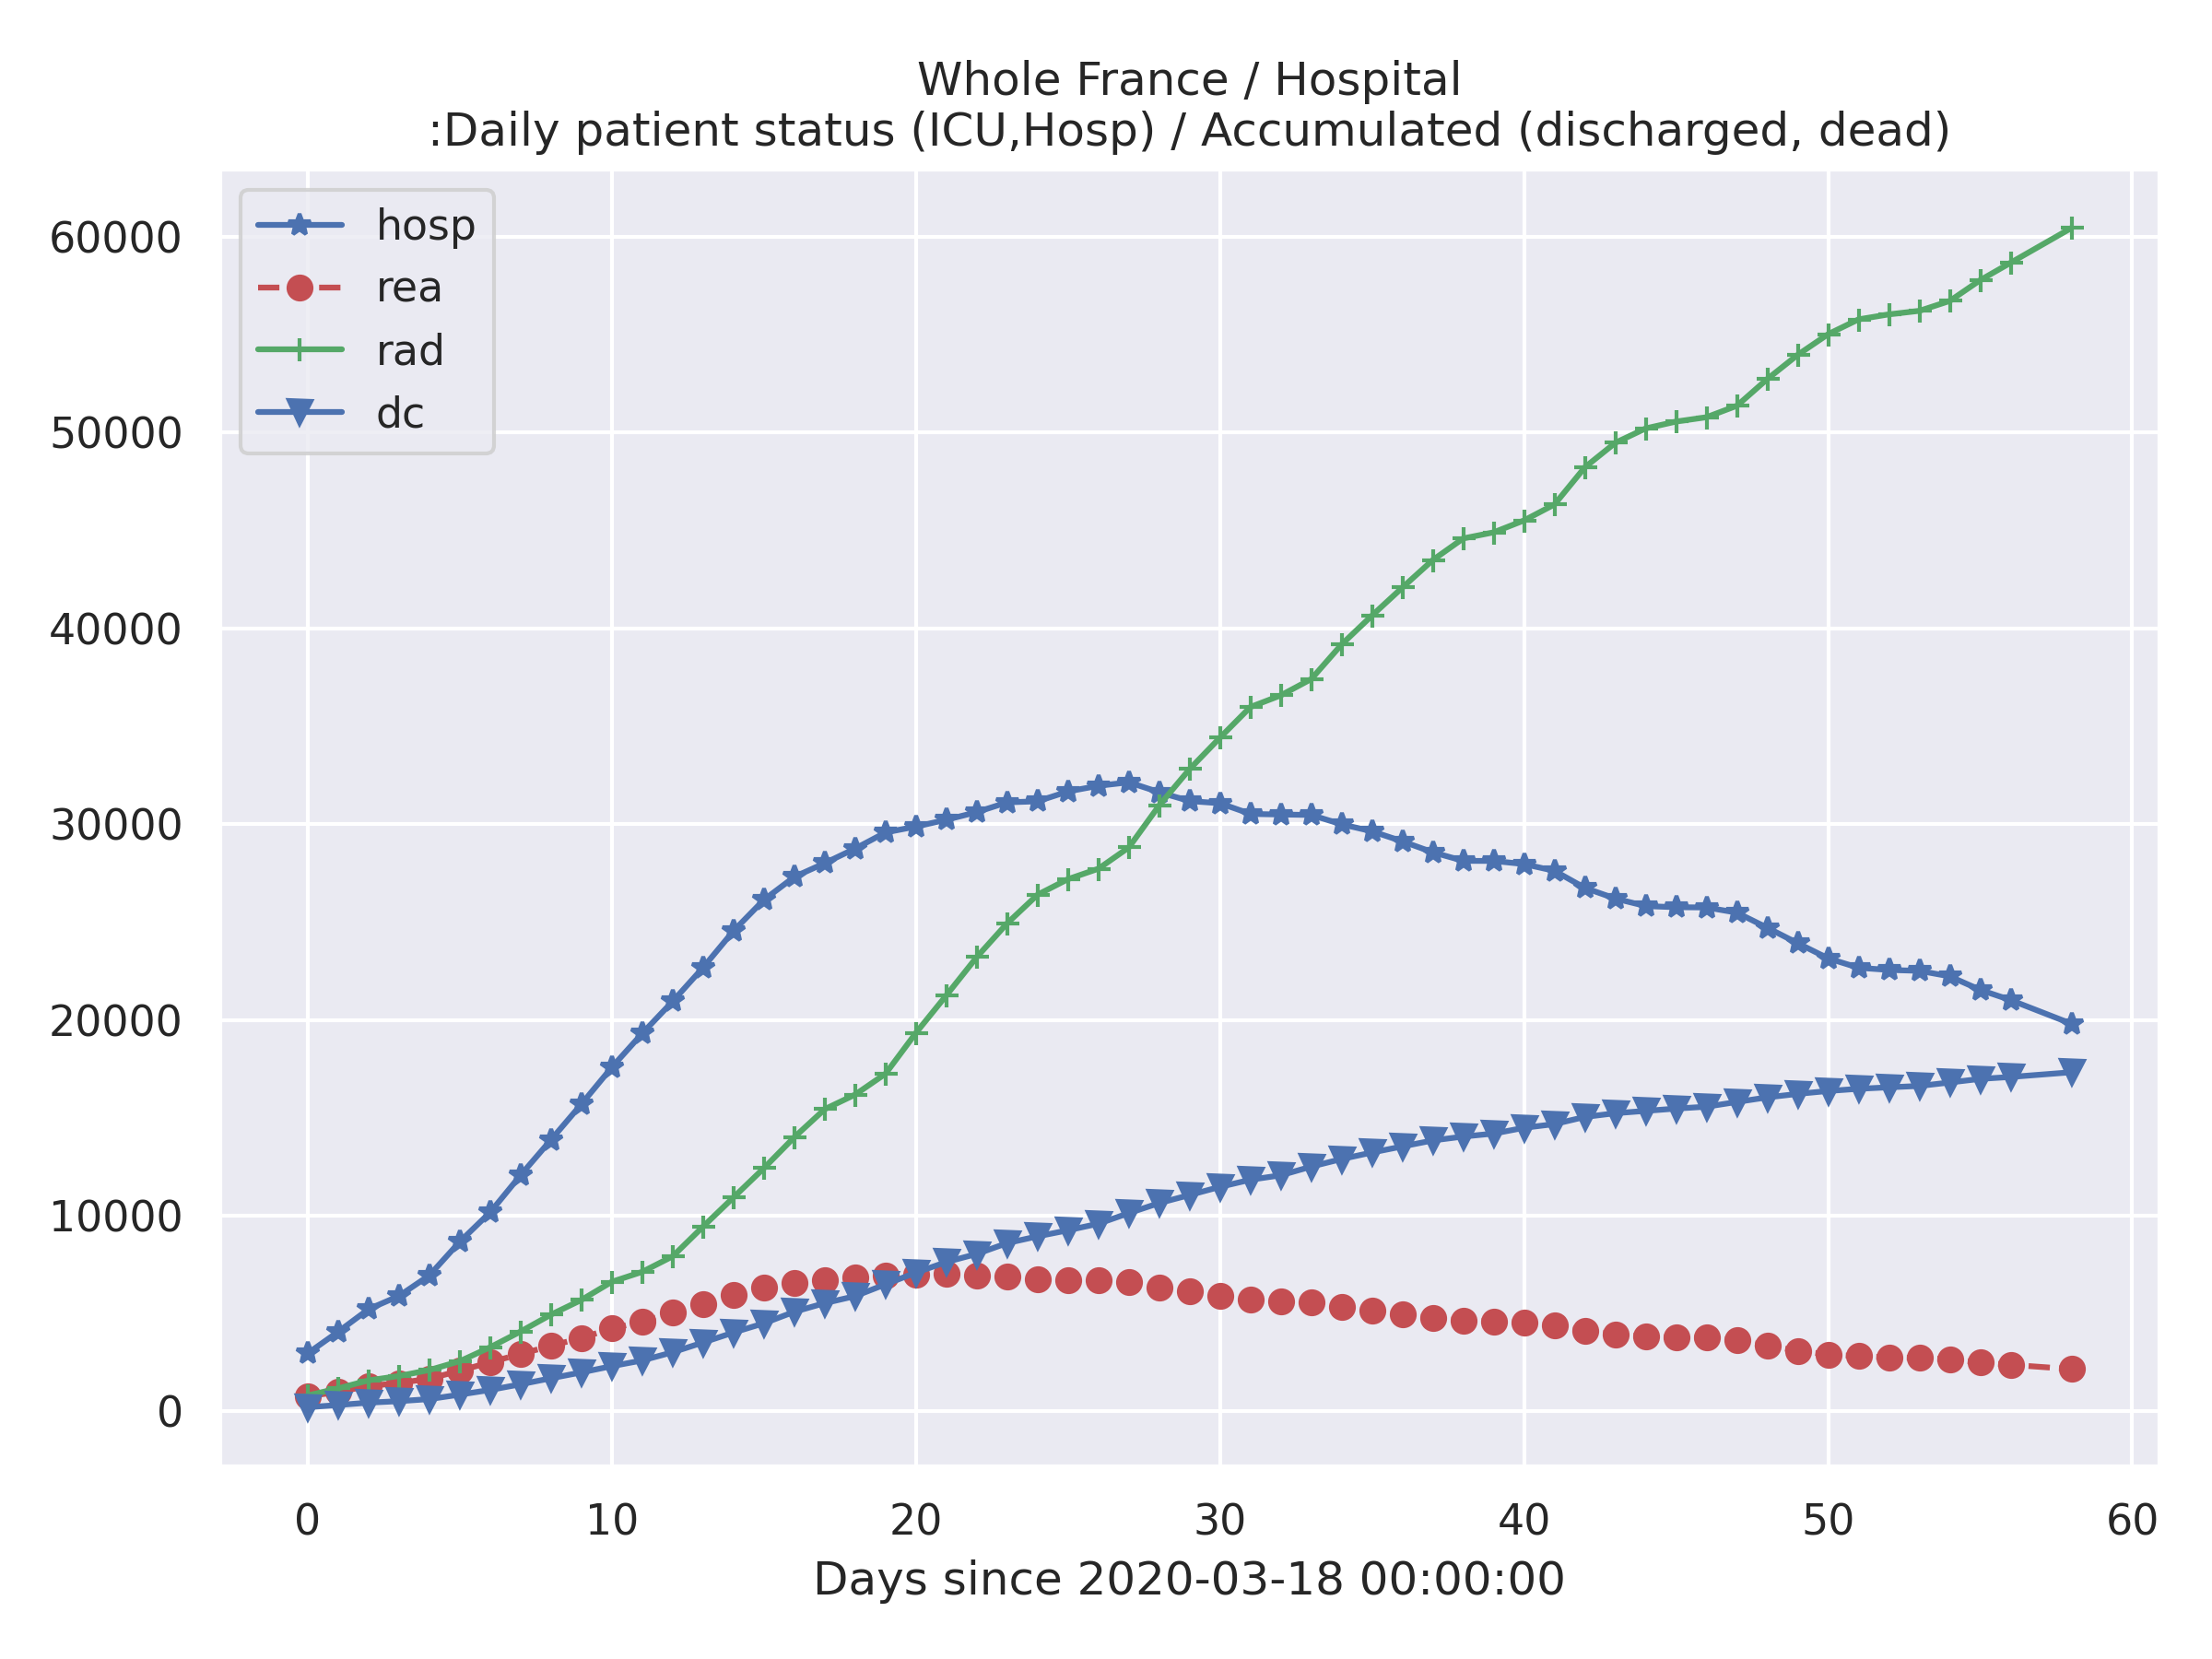 Whole France / Hospital
:Daily patient status (ICU,Hosp) / Accumulated (discharged, dead)
hosp
rea
rad
dc
60000
50000
40000
30000
20000
10000
0
0 10 20 30 40 50 60
Days since 2020-03-18 00:00:00